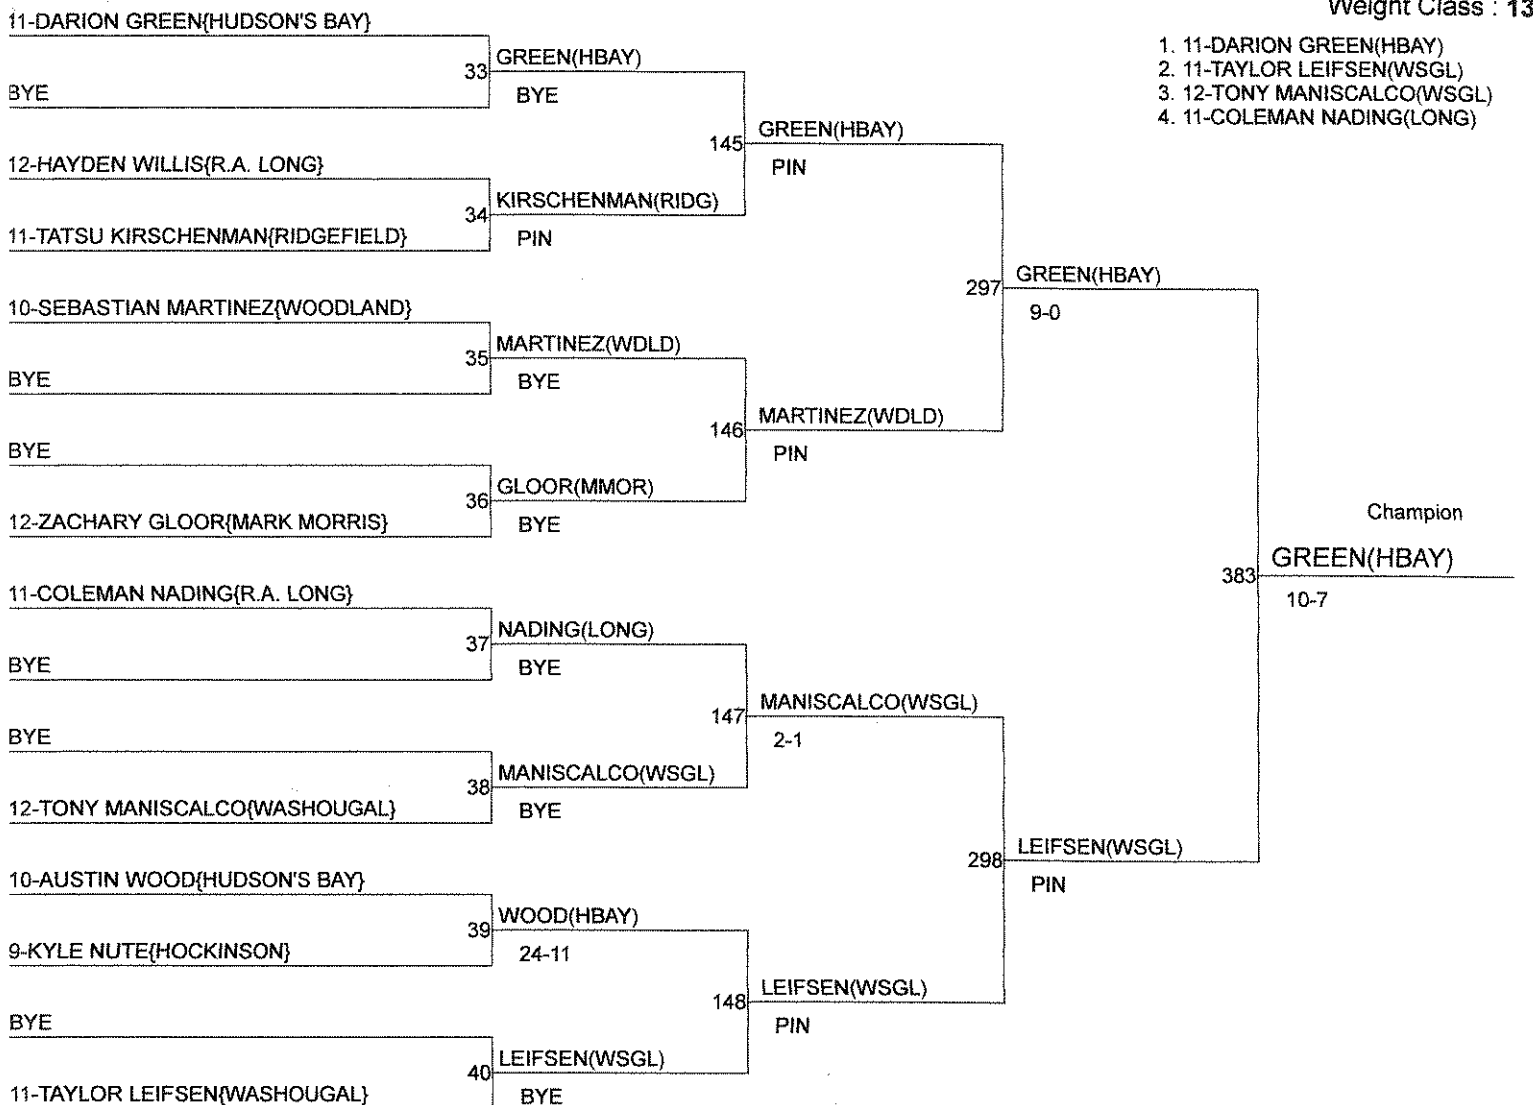 Weight Class : 13
1. 11-DARION GREEN(HBAY)
2. 11-TAYLOR LEIFSEN(WSGL)
3. 12-TONY MANISCALCO(WSGL)
4. 11-COLEMAN NADING(LONG)
11-DARION GREEN{HUDSON'S BAY}
33
GREEN(HBAY)
BYE
BYE
145
GREEN(HBAY)
PIN
12-HAYDEN WILLIS{R.A. LONG}
34
KIRSCHENMAN(RIDG)
PIN
11-TATSU KIRSCHENMAN{RIDGEFIELD}
297
GREEN(HBAY)
9-0
10-SEBASTIAN MARTINEZ{WOODLAND}
35
MARTINEZ(WDLD)
BYE
BYE
146
MARTINEZ(WDLD)
PIN
BYE
36
GLOOR(MMOR)
BYE
12-ZACHARY GLOOR{MARK MORRIS}
Champion
383
GREEN(HBAY)
10-7
11-COLEMAN NADING{R.A. LONG}
37
NADING(LONG)
BYE
BYE
147
MANISCALCO(WSGL)
2-1
BYE
38
MANISCALCO(WSGL)
BYE
12-TONY MANISCALCO{WASHOUGAL}
298
LEIFSEN(WSGL)
PIN
10-AUSTIN WOOD{HUDSON'S BAY}
39
WOOD(HBAY)
24-11
9-KYLE NUTE{HOCKINSON}
148
LEIFSEN(WSGL)
PIN
BYE
40
LEIFSEN(WSGL)
BYE
11-TAYLOR LEIFSEN{WASHOUGAL}